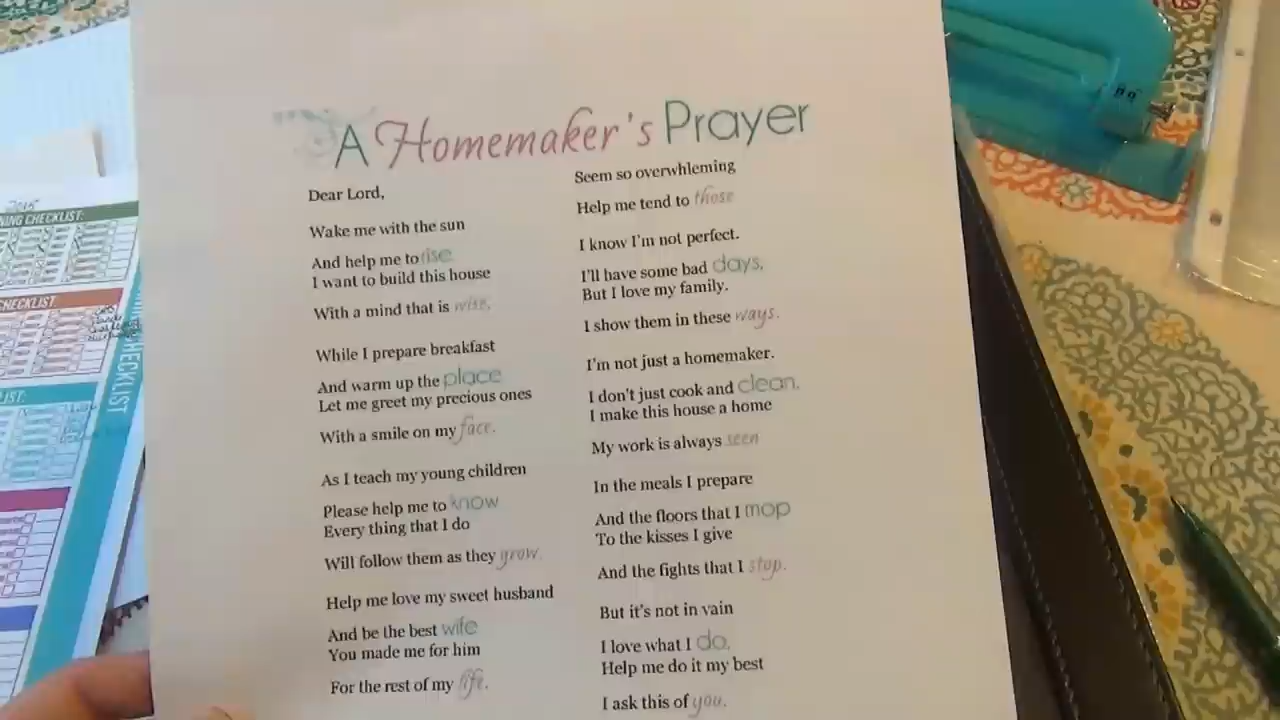 A Homemaker's Prayer
Dear Lord,
Wake me with the sun
And help me to rise
I want to build this house
With a mind that is wise.
While I prepare breakfast
And warm up the place
Let me greet my precious ones
With a smile on my face.
As I teach my young children
Please help me to know
Every thing that I do
Will follow them as they grow.
Help me love my sweet husband
And be the best wife
You made me for him
For the rest of my life.
Seem so overwhleming
Help me tend to those
I know I'm not perfect.
I'll have some bad days,
But I love my family.
I show them in these ways.
I'm not just a homemaker.
I don't just cook and clean,
I make this house a home
My work is always seen
In the meals I prepare
And the floors that I mop
To the kisses I give
And the fights that I stop.
But it's not in vain
I love what I do,
Help me do it my best
I ask this of you.
NING CHECKLIST:
CHECKLIST:
LIST:
HECKLIST